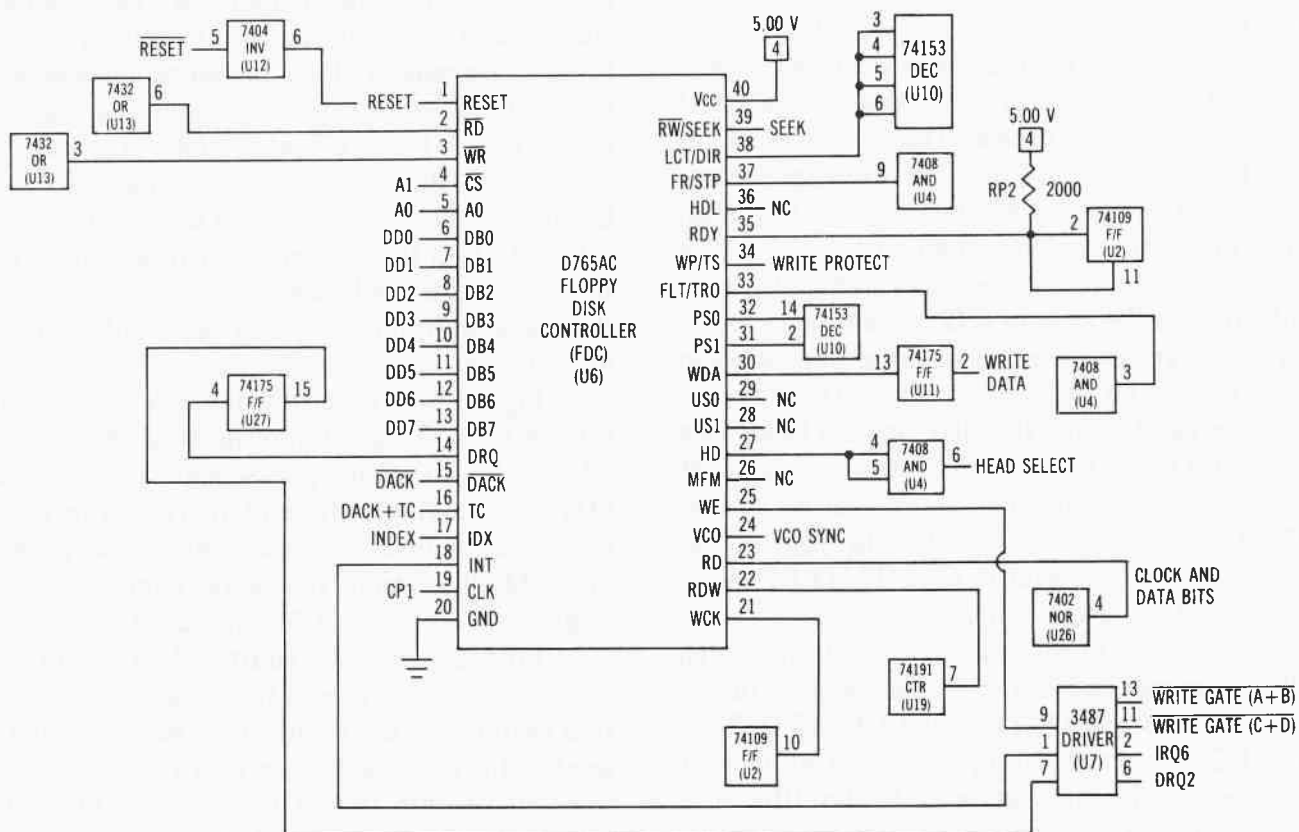 RESET
5
7404
INV
(U12)
6
7432
OR
(U13)
6
7432
OR
(U13)
3
RESET
A1
A0
DD0
DD1
DD2
DD3
DD4
DD5
DD6
DD7
4
74175
F/F
(U27)
15
DACK
DACK+TC
INDEX
CP1
1 RESET
2 RD
3 WR
4 CS
5 A0
6 DB0
7 DB1
8 DB2
9 DB3
10 DB4
11 DB5
12 DB6
13 DB7
14 DRQ
15 DACK
16 TC
17 IDX
18 INT
19 CLK
20 GND
D765AC
FLOPPY
DISK
CONTROLLER
(FDC)
(U6)
5.00 V
4
Vcc 40
RW/SEEK 39 SEEK
LCT/DIR 38
FR/STP 37
HDL 36 NC
RDY 35
WP/TS 34 WRITE PROTECT
FLT/TRO 33
PS0 32
PS1 31
WDA 30
US0 29 NC
US1 28 NC
HD 27
MFM 26 NC
WE 25
VCO 24 VCO SYNC
RD 23
RDW 22
WCK 21
3
4
5
6
74153
DEC
(U10)
9
7408
AND
(U4)
5.00 V
4
RP2 2000
2
74109
F/F
(U2)
11
14
2
74153
DEC
(U10)
13
74175
F/F
(U11)
2
WRITE
DATA
7408
AND
(U4)
3
4
5
7408
AND
(U4)
6
HEAD SELECT
CLOCK AND
DATA BITS
7402
NOR
(U26)
4
74191
CTR
(U19)
7
74109
F/F
(U2)
10
9
1
7
3487
DRIVER
(U7)
13 WRITE GATE (A+B)
11 WRITE GATE (C+D)
2 IRQ6
6 DRQ2